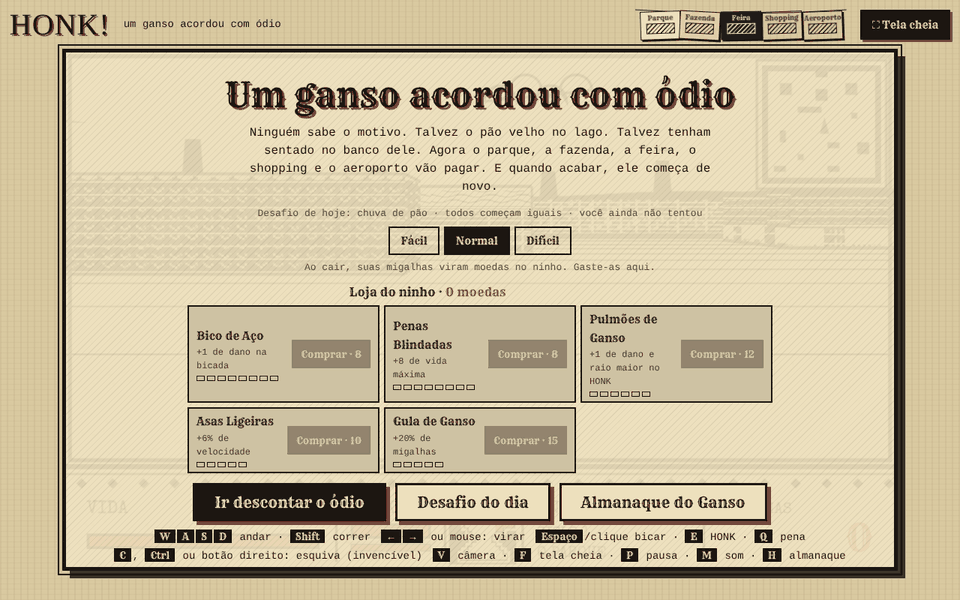 HONK! um ganso acordou com ódio
Parque Fazenda Feira Shopping Aeroporto
Tela cheia
Um ganso acordou com ódio
Ninguém sabe o motivo. Talvez o pão velho no lago. Talvez tenham
sentado no banco dele. Agora o parque, a fazenda, a feira, o
shopping e o aeroporto vão pagar. E quando acabar, ele começa de
novo.
Desafio de hoje: chuva de pão · todos começam iguais · você ainda não tentou
Fácil Normal Difícil
Ao cair, suas migalhas viram moedas no ninho. Gaste-as aqui.
Loja do ninho · 0 moedas
Bico de Aço
+1 de dano na
bicada
Comprar · 8
Penas
Blindadas
+8 de vida
máxima
Comprar · 8
Pulmões de
Ganso
+1 de dano e
raio maior no
HONK
Comprar · 12
Asas Ligeiras
+6% de
velocidade
Comprar · 10
Gula de Ganso
+20% de
migalhas
Comprar · 15
VIDA
Ir descontar o ódio Desafio do dia Almanaque do Ganso
W A S D andar · Shift correr ← → ou mouse: virar Espaço/clique bicar · E HONK · Q pena
C, Ctrl ou botão direito: esquiva (invencível) V câmera · F tela cheia · P pausa · M som · H almanaque